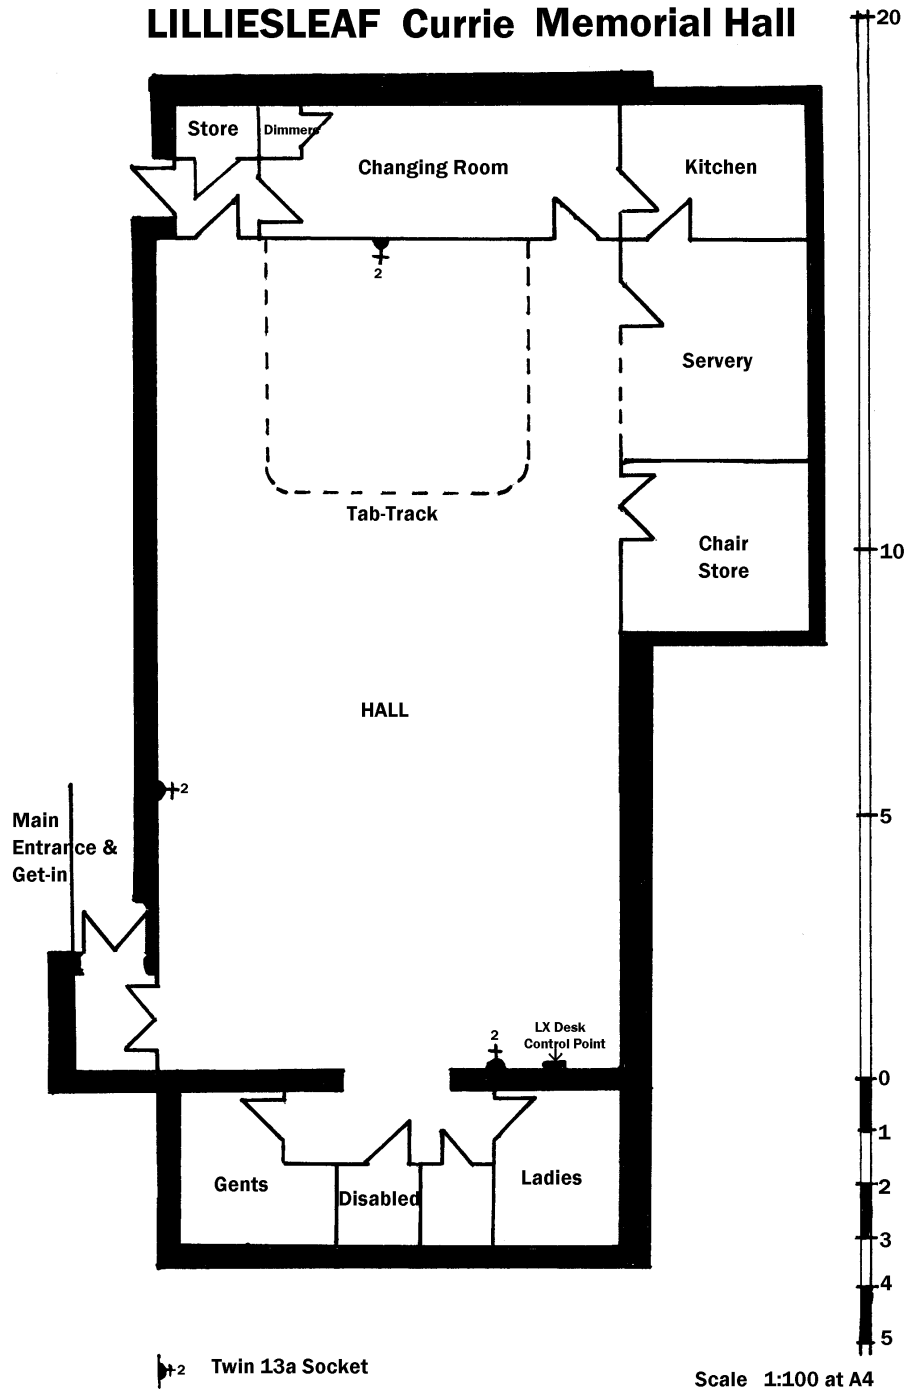 LILLIESLEAF Currie Memorial Hall
20
Store
Dimmers
Changing Room
Kitchen
2
Servery
Tab-Track
Chair
Store
10
HALL
2
5
Main
Entrance &
Get-in
2
LX Desk
Control Point
0
1
Gents
Disabled
Ladies
2
3
4
5
2 Twin 13a Socket
Scale 1:100 at A4